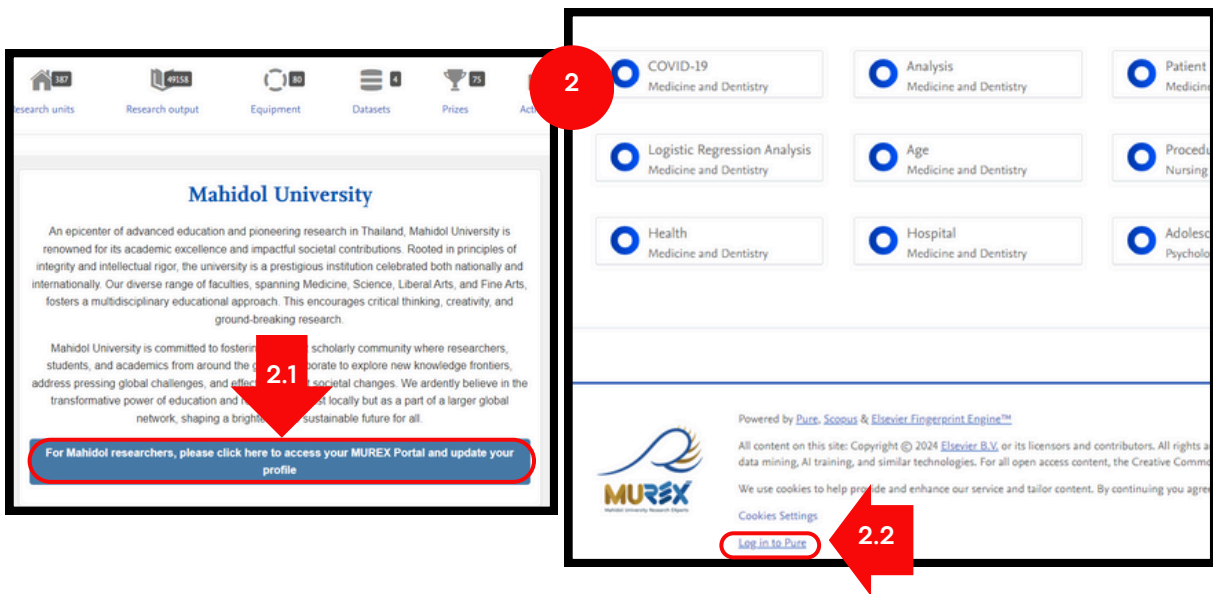 387
49158
80
4
75
Research units
Research output
Equipment
Datasets
Prizes
Mahidol University
An epicenter of advanced education and pioneering research in Thailand, Mahidol University is
renowned for its academic excellence and impactful societal contributions. Rooted in principles of
integrity and intellectual rigor, the university is a prestigious institution celebrated both nationally and
internationally. Our diverse range of faculties, spanning Medicine, Science, Liberal Arts, and Fine Arts,
fosters a multidisciplinary educational approach. This encourages critical thinking, creativity, and
ground-breaking research.
Mahidol University is committed to fostering scholarly community where researchers,
students, and academics from around the to explore new knowledge frontiers,
address pressing global challenges, and societal changes. We ardently believe in the
transformative power of education and locally but as a part of a larger global
network, shaping a sustainable future for all.
2.1
For Mahidol researchers, please click here to access your MUREX Portal and update your
profile
2
COVID-19
Medicine and Dentistry
Analysis
Medicine and Dentistry
Patient
Logistic Regression Analysis
Medicine and Dentistry
Age
Medicine and Dentistry
Nursing
Health
Medicine and Dentistry
Hospital
Medicine and Dentistry
MUREX
Mahidol University Research Experts
Powered by Pure, Scopus & Elsevier Fingerprint Engine™
All content on this site: Copyright © 2024 Elsevier B.V. or its licensors and contributors. All rights a
data mining, AI training, and similar technologies. For all open access content, the Creative Commo
We use cookies to help provide and enhance our service and tailor content. By continuing you agre
Cookies Settings
Log in to Pure
2.2